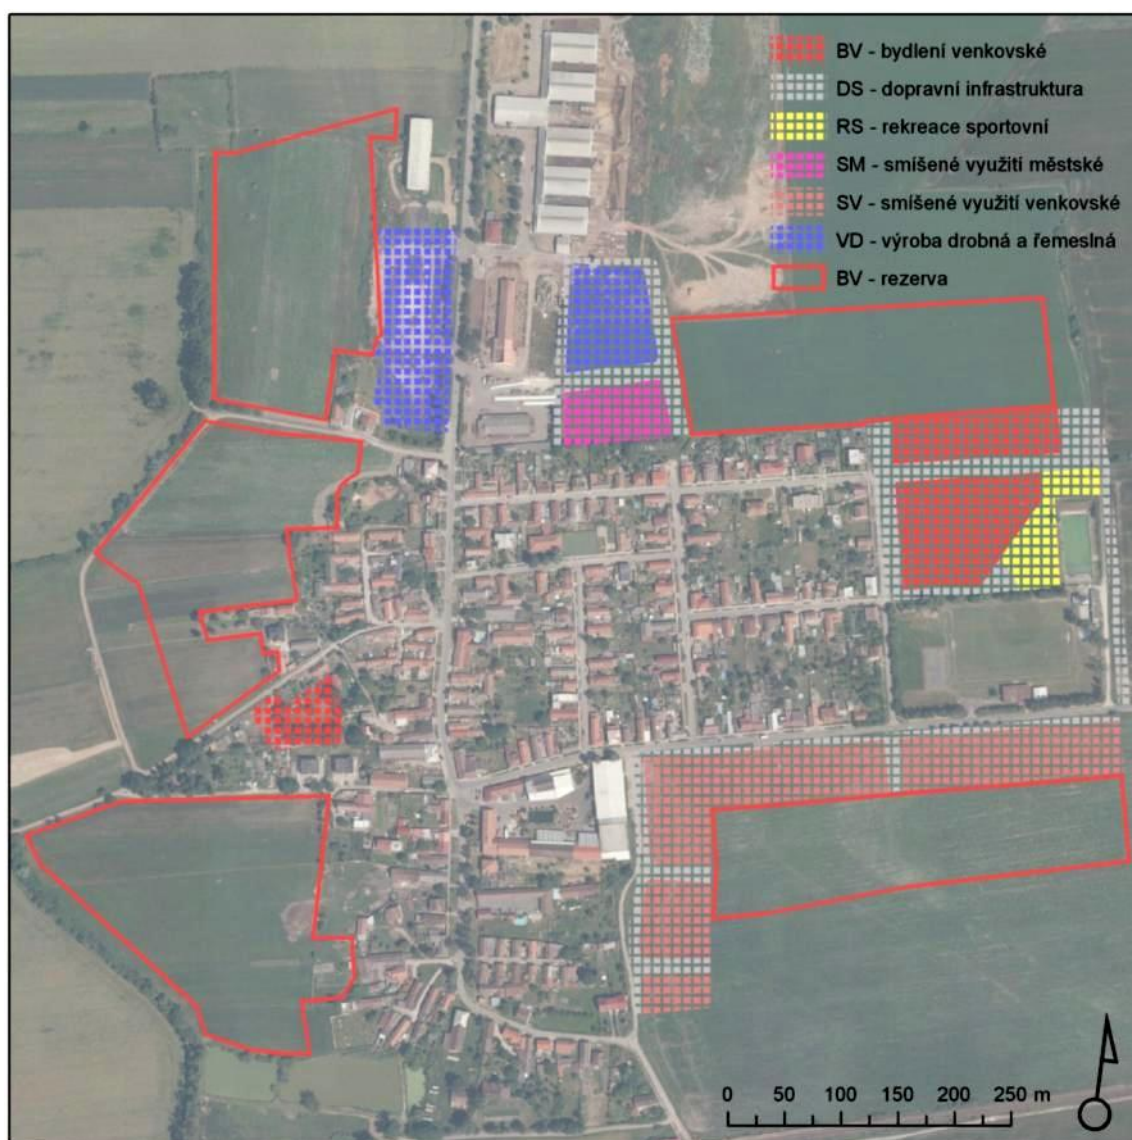 BV - bydlení venkovské
DS - dopravní infrastruktura
RS - rekreace sportovní
SM - smíšené využití městské
SV - smíšené využití venkovské
VD - výroba drobná a řemeslná
BV - rezerva
0 50 100 150 200 250 m